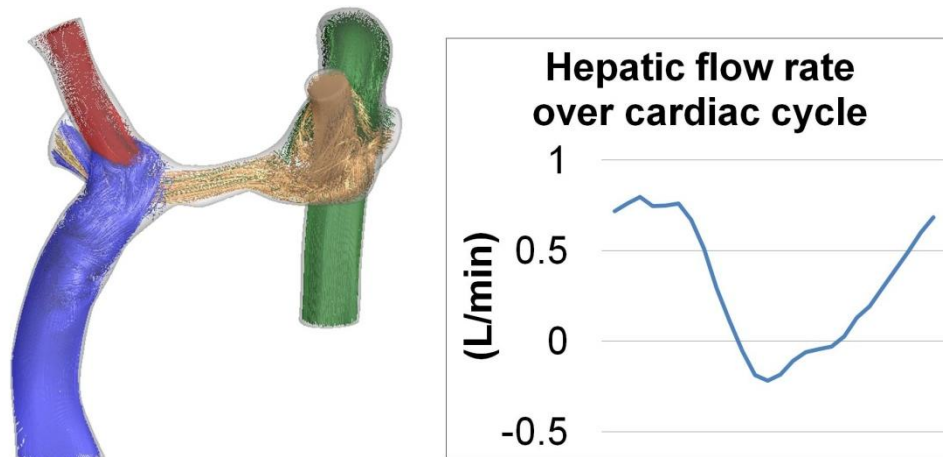 Hepatic flow rate
over cardiac cycle
1
0.5
0
-0.5
(L/min)